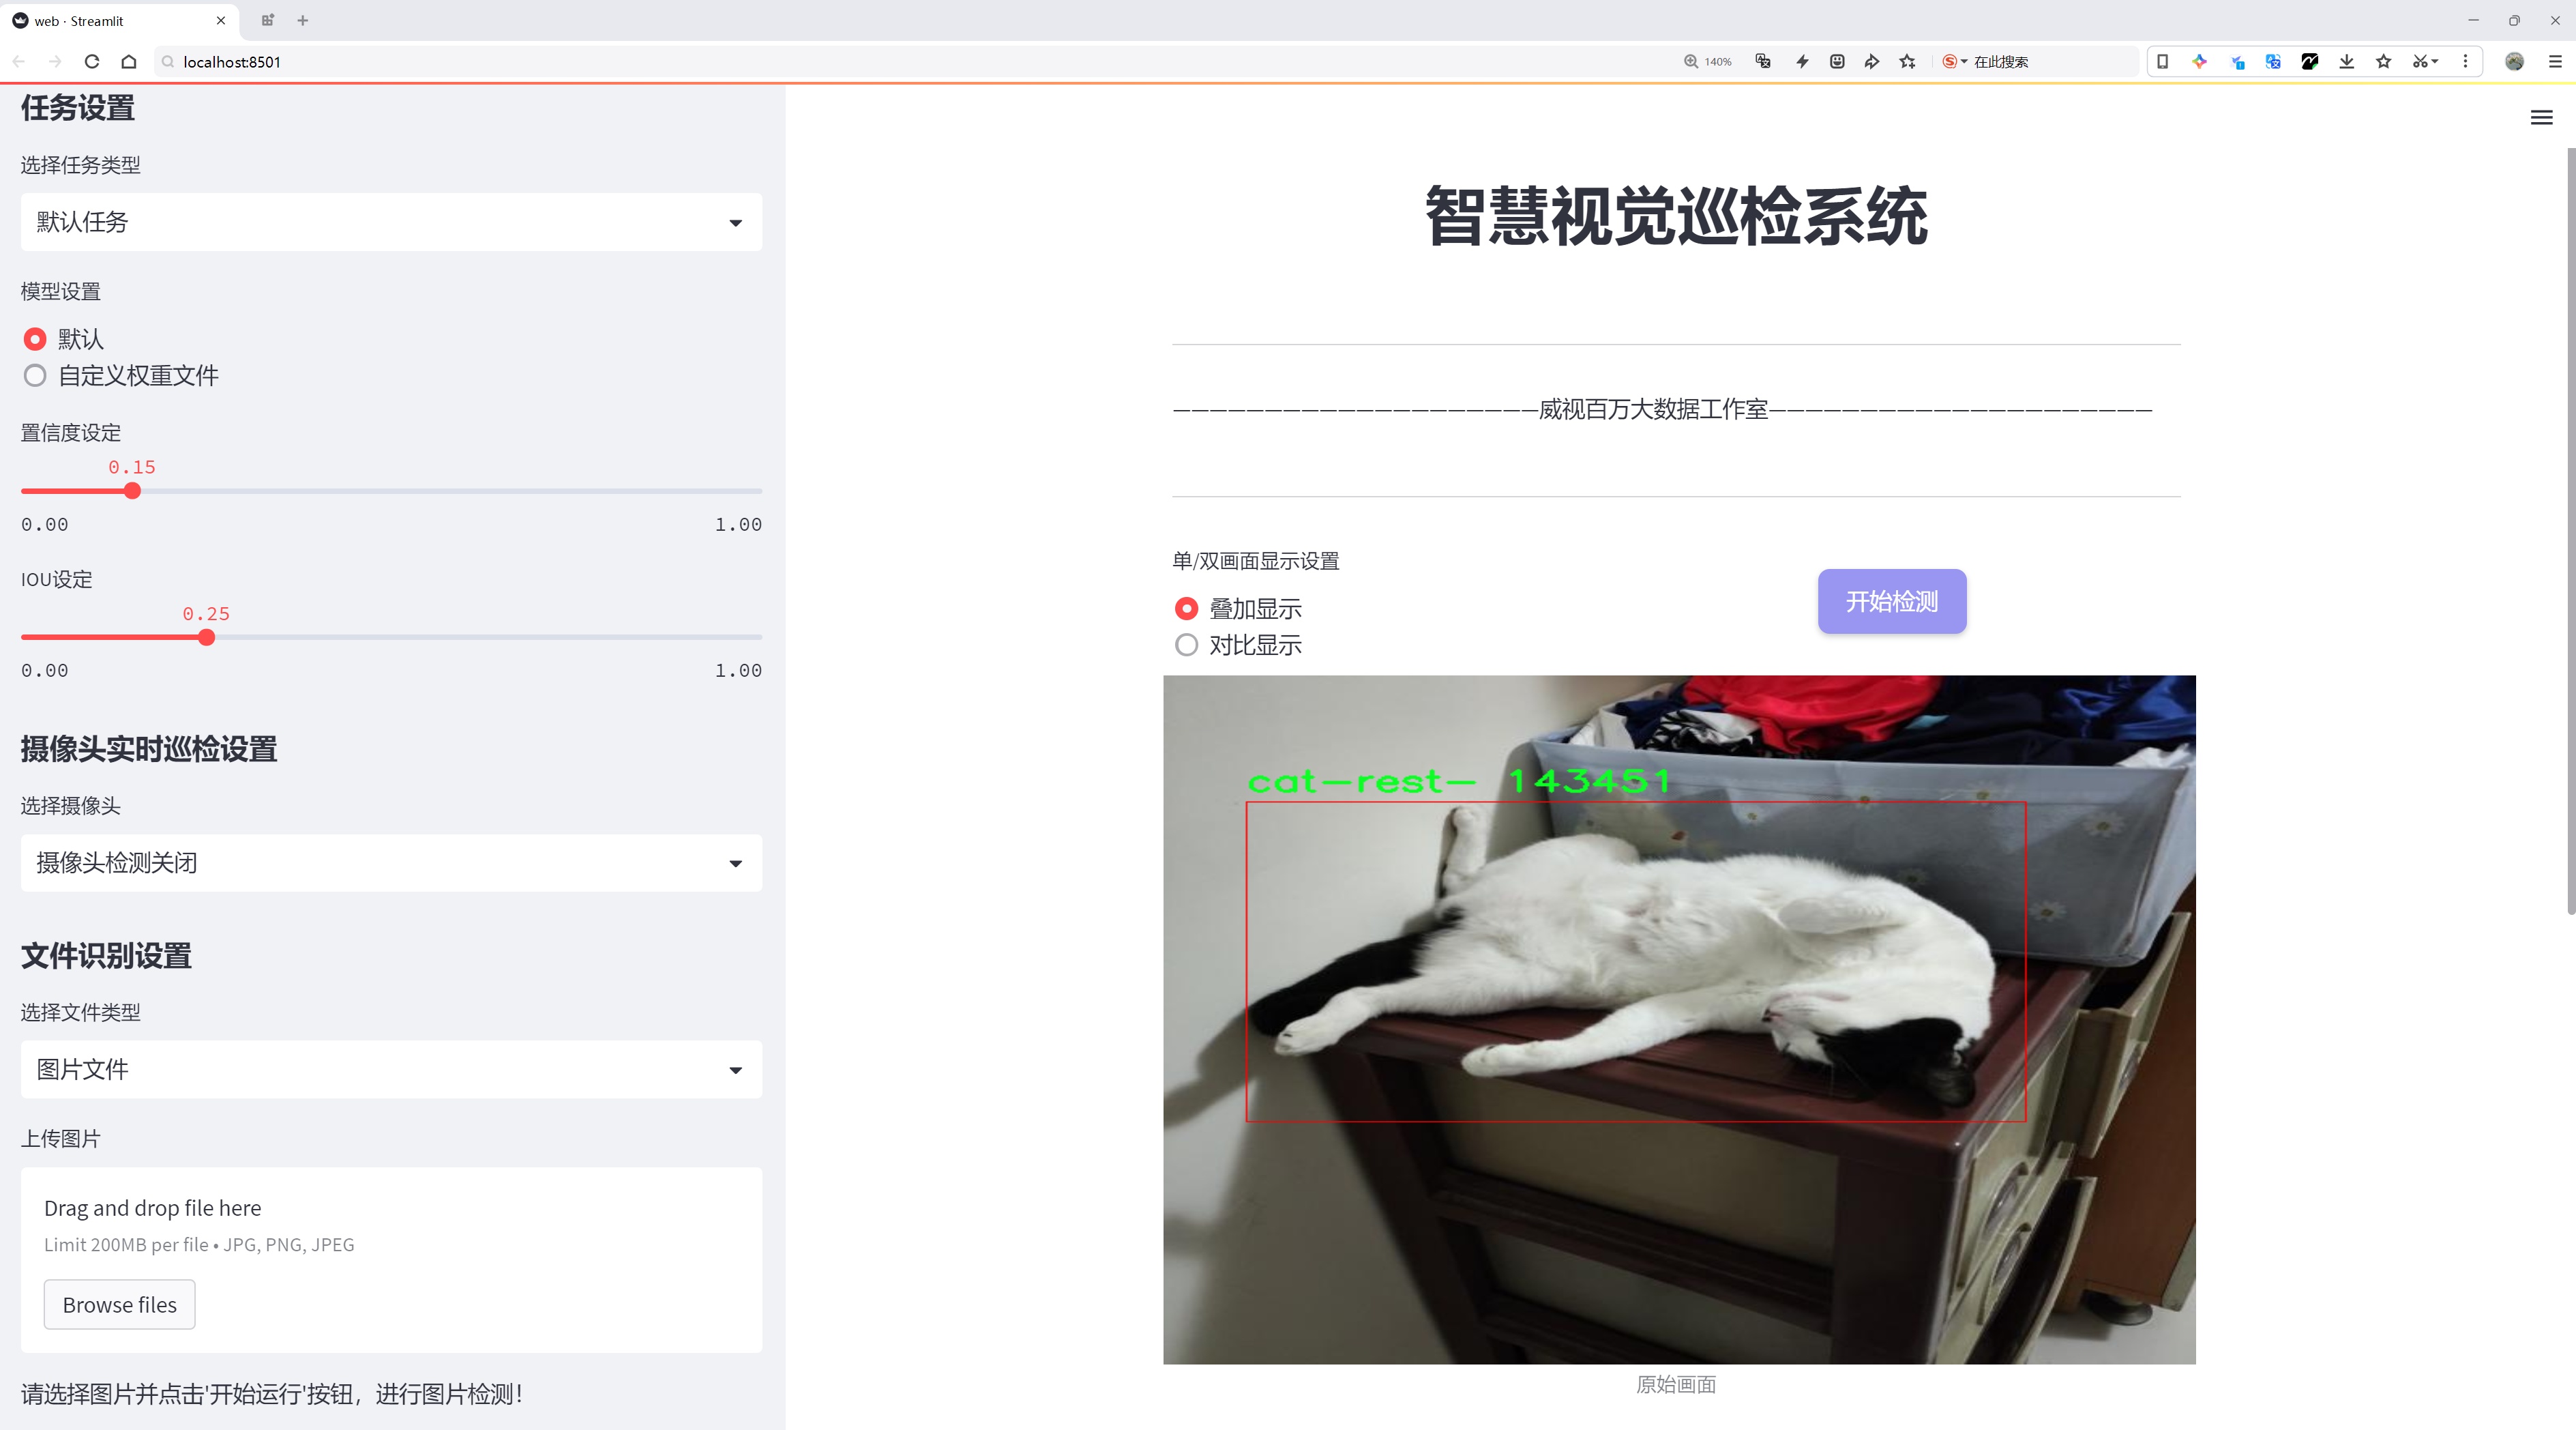 web · Streamlit
localhost:8501
140%
在此搜索
任务设置
选择任务类型
默认任务
模型设置
默认
自定义权重文件
置信度设定
0.15
0.00 1.00
IOU设定
0.25
0.00 1.00
摄像头实时巡检设置
选择摄像头
摄像头检测关闭
文件识别设置
选择文件类型
图片文件
上传图片
Drag and drop file here
Limit 200MB per file • JPG, PNG, JPEG
Browse files
请选择图片并点击'开始运行'按钮，进行图片检测！
智慧视觉巡检系统
—————————————————————威视百万大数据工作室—————————————————————
单/双画面显示设置
叠加显示
对比显示
开始检测
cat-rest- 143451
原始画面